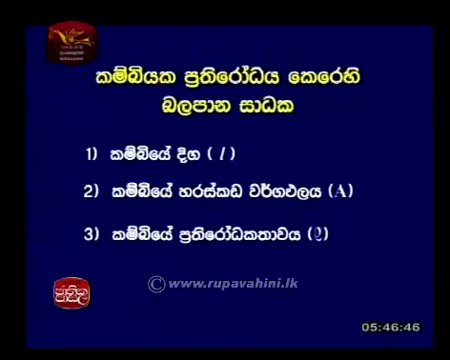 කම්බියක ප්‍රතිරෝධය කෙරෙහි
බලපාන සාධක
1) කම්බියේ දිග ( l )
2) කම්බියේ හරස්කඩ වර්ගඵලය (A)
3) කම්බියේ ප්‍රතිරෝධකතාවය (ρ)
© www.rupavahini.lk
ජාතික
පාසල
05:46:46